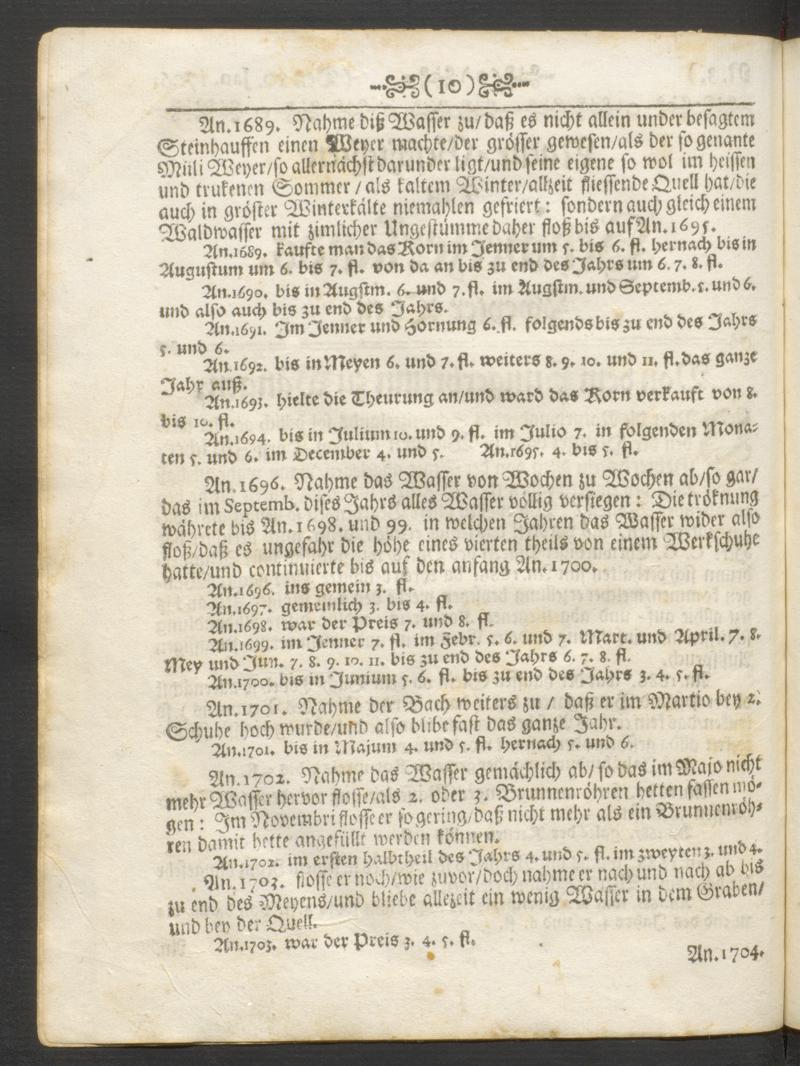 (10)
An. 1689. Nahme diß Wasser zu/ daß es nicht allein under besagtem
Steinhauffen einen Weyer machte/der grösser gewesen/als der so genante
Müli Weyer/so allernächst darunder ligt/und seine eigene so wol im heissen
und trukenen Sommer / als kaltem Winter/allzeit fliessende Quell hat/die
auch in gröster Winterkälte niemahlen gefriert: sondern auch gleich einem
Waldwasser mit zimlicher Ungestümme daher floß bis auf An. 1695.
An. 1689. kaufte man das Korn im Jenner um 5. bis 6. fl. hernach bis in
Augustum um 6. bis 7. fl. von da an bis zu end des Jahrs um 6. 7. 8. fl.
An. 1690. bis in Augstm. 6. und 7. fl. im Augstm. und Septemb. 5. und 6.
und also auch bis zu end des Jahrs.
An. 1691. Im Jenner und Hornung 6. fl. folgends bis zu end des Jahrs
5. und 6.
An. 1692. bis in Meyen 6. und 7. fl. weiters 8. 9. 10. und 11. fl. das ganze
Jahr auß.
An. 1693. hielte die Theurung an/und ward das Korn verkauft von 8.
bis 10. fl.
An. 1694. bis in Julium 10. und 9. fl. im Julio 7. in folgenden Mona-
ten 5. und 6. im December 4. und 5. An. 1695. 4. bis 5. fl.
An. 1696. Nahme das Wasser von Wochen zu Wochen ab/so gar/
das im Septemb. dises Jahrs alles Wasser völlig versiegen: Die tröknung
währete bis An. 1698. und 99. in welchen Jahren das Wasser wider also
floß/daß es ungefahr die höhe eines vierten theils von einem Werkschuhe
hatte/und continuierte bis auf den anfang An. 1700.
An. 1696. ins gemein 3. fl.
An. 1697. gemeinlich 3. bis 4. fl.
An. 1698. war der Preis 7. und 8. fl.
An. 1699. im Jenner 7. fl. im Febr. 5. 6. und 7. Mart. und April. 7. 8.
Mey und Jun. 7. 8. 9. 10. 11. bis zu end des Jahrs 6. 7. 8. fl.
An. 1700. bis in Junium 5. 6. fl. bis zu end des Jahrs 3. 4. 5. fl.
An. 1701. Nahme der Bach weiters zu / daß er im Martio bey 2.
Schuhe hoch wurde/und also blibe fast das ganze Jahr.
An. 1701. bis in Majum 4. und 5. fl. hernach 5. und 6.
An. 1702. Nahme das Wasser gemächlich ab/ so das im Majo nicht
mehr Wasser hervor flosse/als 2. oder 3. Brunnenröhren hetten fassen mö-
gen: Im Novembri flosse er so gering/daß nicht mehr als ein Brunnenröh-
ren damit hette angefüllt werden können.
An. 1702. im ersten halbtheil des Jahrs 4. und 5. fl. im zweyten 3. und 4.
An. 1703. flosse er noch/wie zuvor/doch nahme er nach und nach ab bis
zu end des Meyens/und bliebe allezeit ein wenig Wasser in dem Graben/
und bey der Quell.
An. 1703. war der Preis 3. 4. 5. fl.
An. 1704.